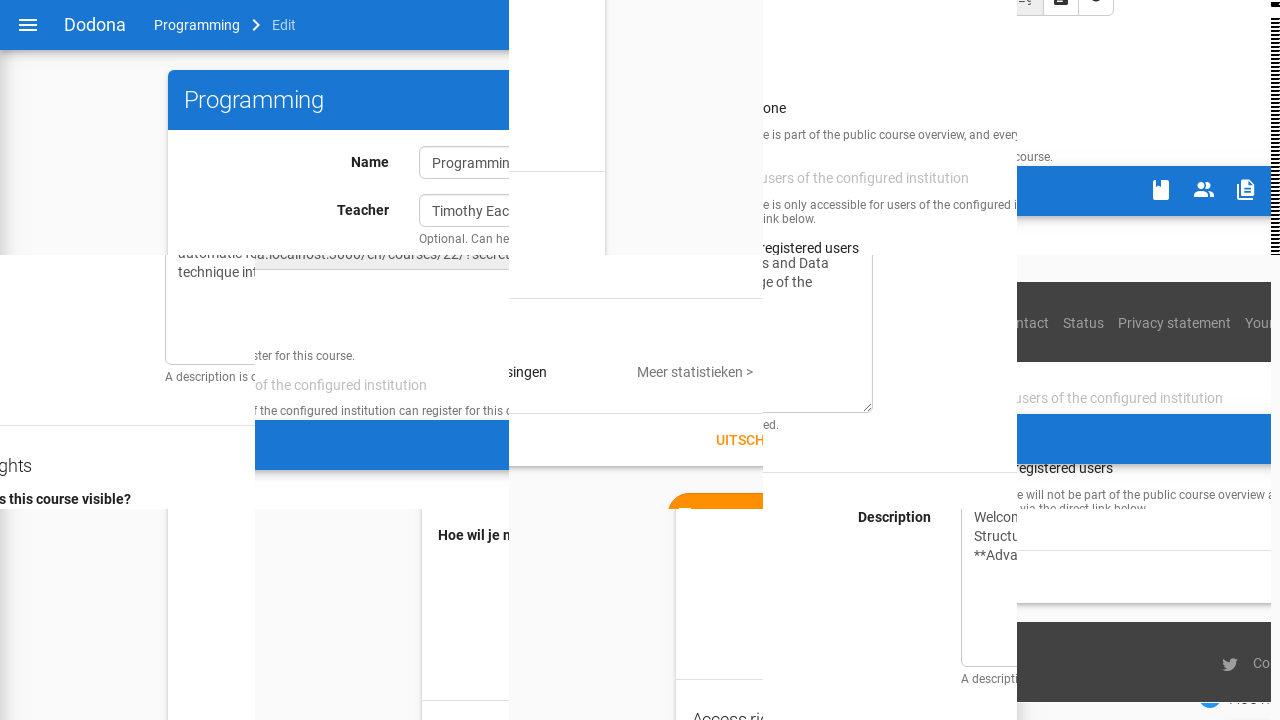 Dodona Programming Edit
Programming
Name Programmin
Teacher Timothy Eac
Optional. Can he
one
e is part of the public course overview, and every
course.
users of the configured institution
e is only accessible for users of the configured i
link below.
registered users
a.localhost:3000/en/courses/22/?secret
technique int
A description is o
ghts
s this course visible?
ster for this course.
of the configured institution
f the configured institution can register for this c
singen Meer statistieken >
UITSCH
s and Data
ge of the
ed.
ntact Status Privacy statement Your
users of the configured institution
registered users
e will not be part of the public course overview a
via the direct link below.
Hoe wil je n
Access rig
Description
Welcon
Structu
**Adva
A descripti
Co